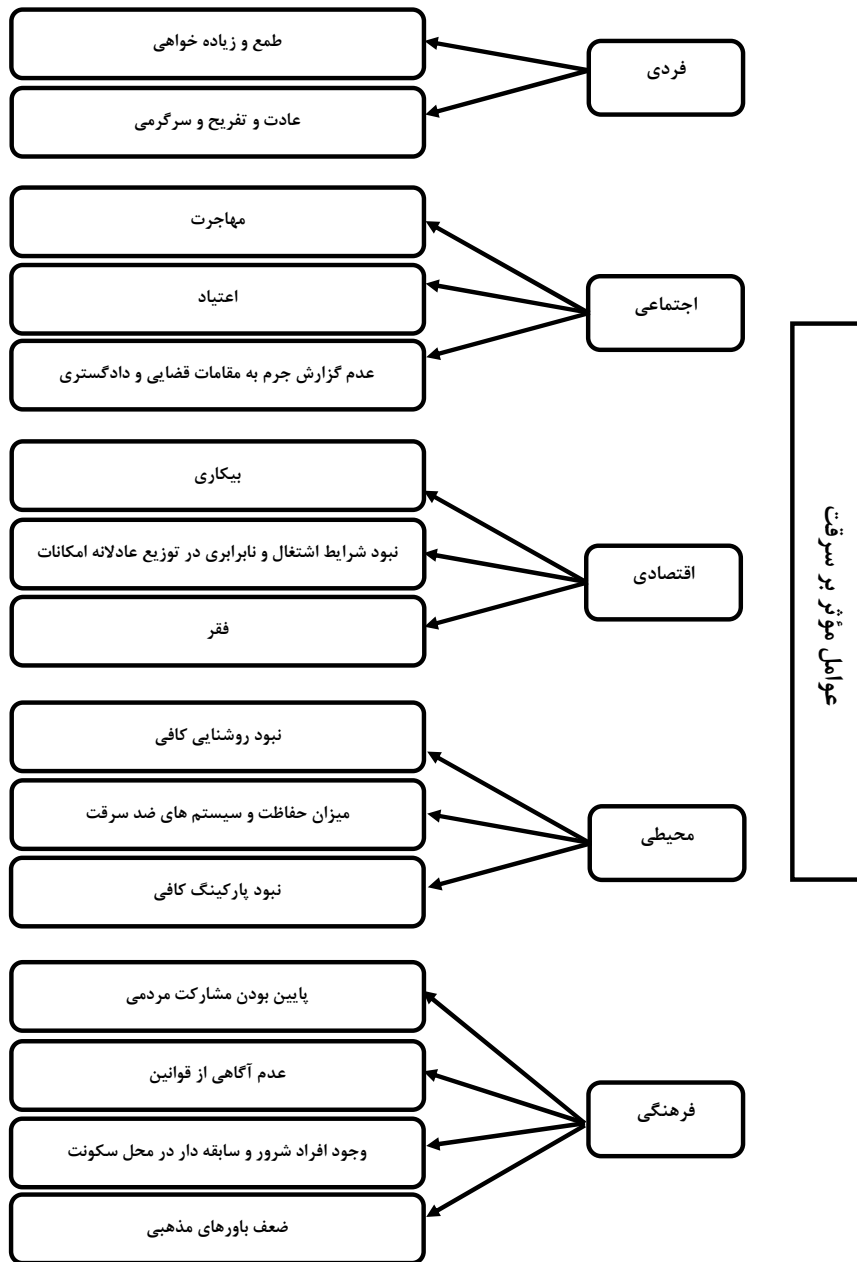 عوامل مؤثر بر سرقت
فردی
طمع و زیاده خواهی
عادت و تفریح و سرگرمی
اجتماعی
مهاجرت
اعتیاد
عدم گزارش جرم به مقامات قضایی و دادگستری
اقتصادی
بیکاری
نبود شرایط اشتغال و نابرابری در توزیع عادلانه امکانات
فقر
محیطی
نبود روشنایی کافی
میزان حفاظت و سیستم های ضد سرقت
نبود پارکینگ کافی
فرهنگی
پایین بودن مشارکت مردمی
عدم آگاهی از قوانین
وجود افراد شرور و سابقه دار در محل سکونت
ضعف باورهای مذهبی